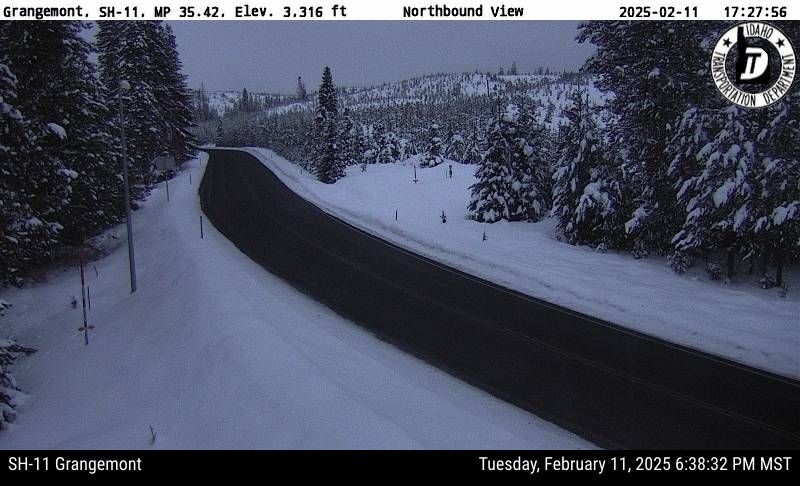 Grangemont, SH-11, MP 35.42, Elev. 3,316 ft Northbound View 2025-02-11 17:27:56
IDAHO
TRANSPORTATION DEPARTMENT
SH-11 Grangemont Tuesday, February 11, 2025 6:38:32 PM MST